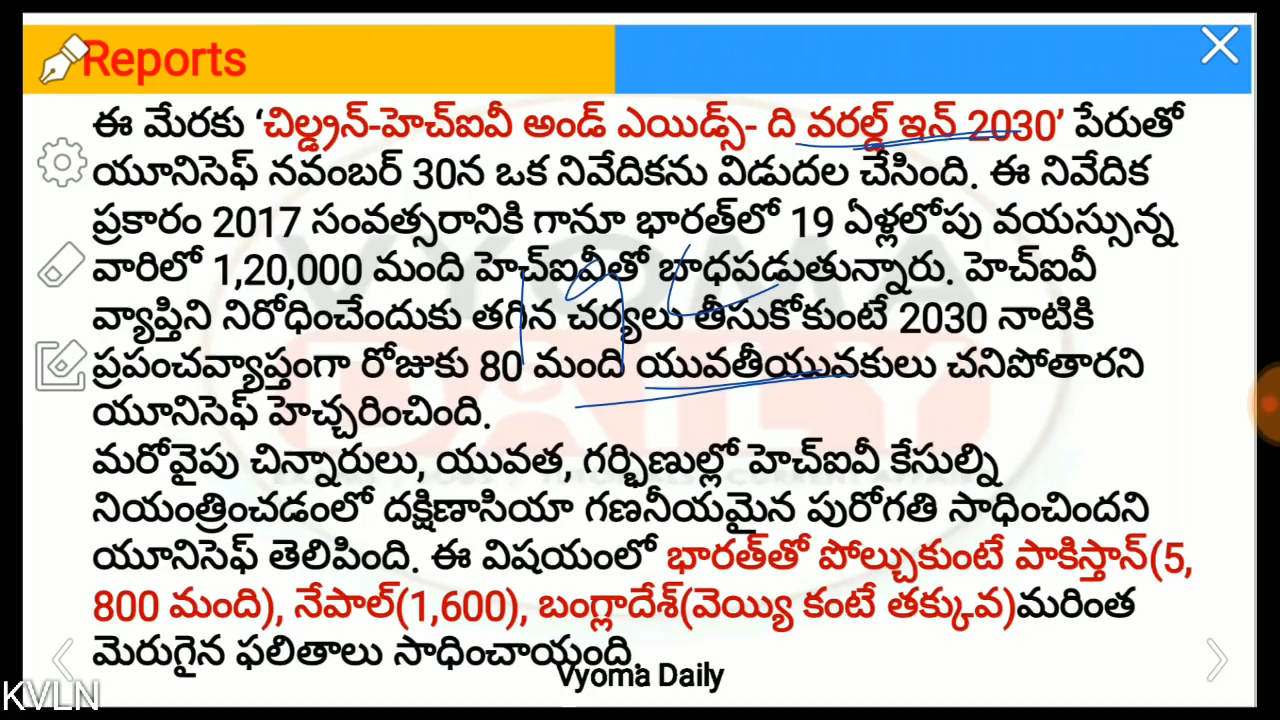 Reports
ఈ మేరకు ‘చిల్డ్రన్-హెచ్ఐవీ అండ్ ఎయిడ్స్- ది వరల్డ్ ఇన్ 2030’ పేరుతో
యూనిసెఫ్ నవంబర్ 30న ఒక నివేదికను విడుదల చేసింది. ఈ నివేదిక
ప్రకారం 2017 సంవత్సరానికి గానూ భారత్‌లో 19 ఏళ్లలోపు వయస్సున్న
వారిలో 1,20,000 మంది హెచ్ఐవీతో బాధపడుతున్నారు. హెచ్ఐవీ
వ్యాప్తిని నిరోధించేందుకు తగిన చర్యలు తీసుకోకుంటే 2030 నాటికి
ప్రపంచవ్యాప్తంగా రోజుకు 80 మంది యువతీయువకులు చనిపోతారని
యూనిసెఫ్ హెచ్చరించింది.
మరోవైపు చిన్నారులు, యువత, గర్భిణుల్లో హెచ్ఐవీ కేసుల్ని
నియంత్రించడంలో దక్షిణాసియా గణనీయమైన పురోగతి సాధించిందని
యూనిసెఫ్ తెలిపింది. ఈ విషయంలో భారత్‌తో పోల్చుకుంటే పాకిస్తాన్(5,
800 మంది), నేపాల్(1,600), బంగ్లాదేశ్(వెయ్యి కంటే తక్కువ)మరింత
మెరుగైన ఫలితాలు సాధించాయంది.
Vyoma Daily
KVLN